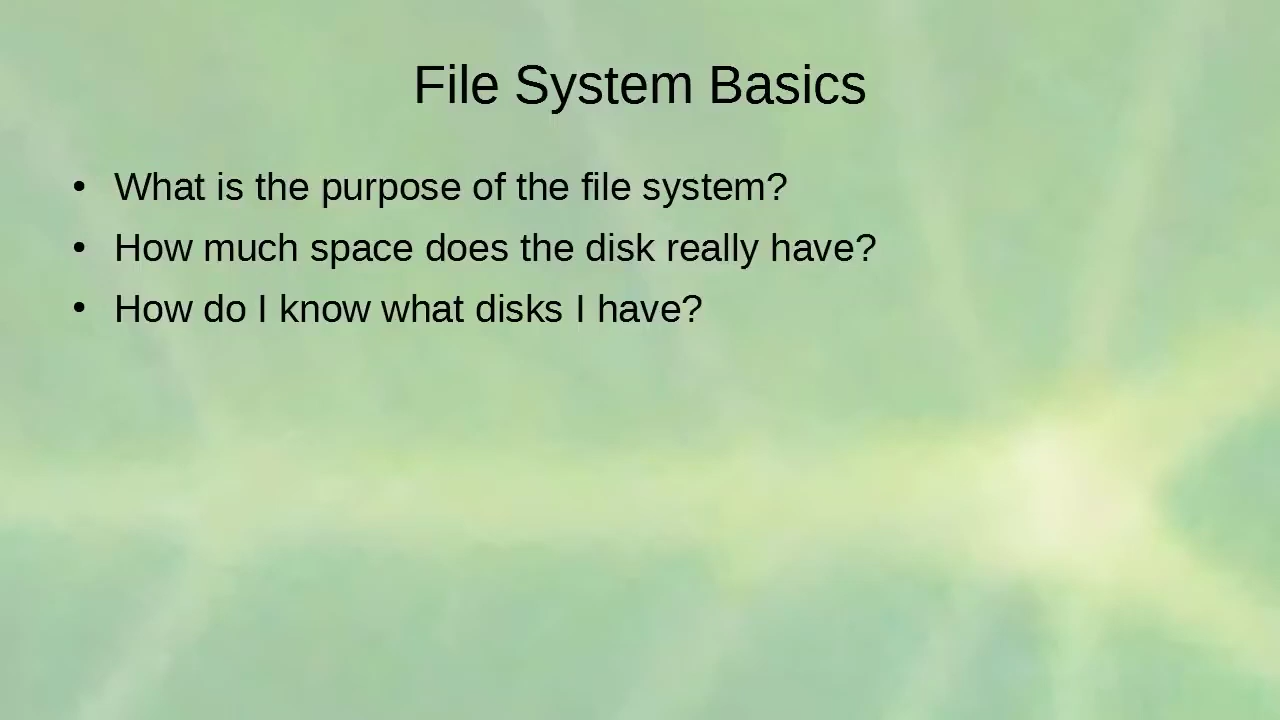 File System Basics
• What is the purpose of the file system?
• How much space does the disk really have?
• How do I know what disks I have?